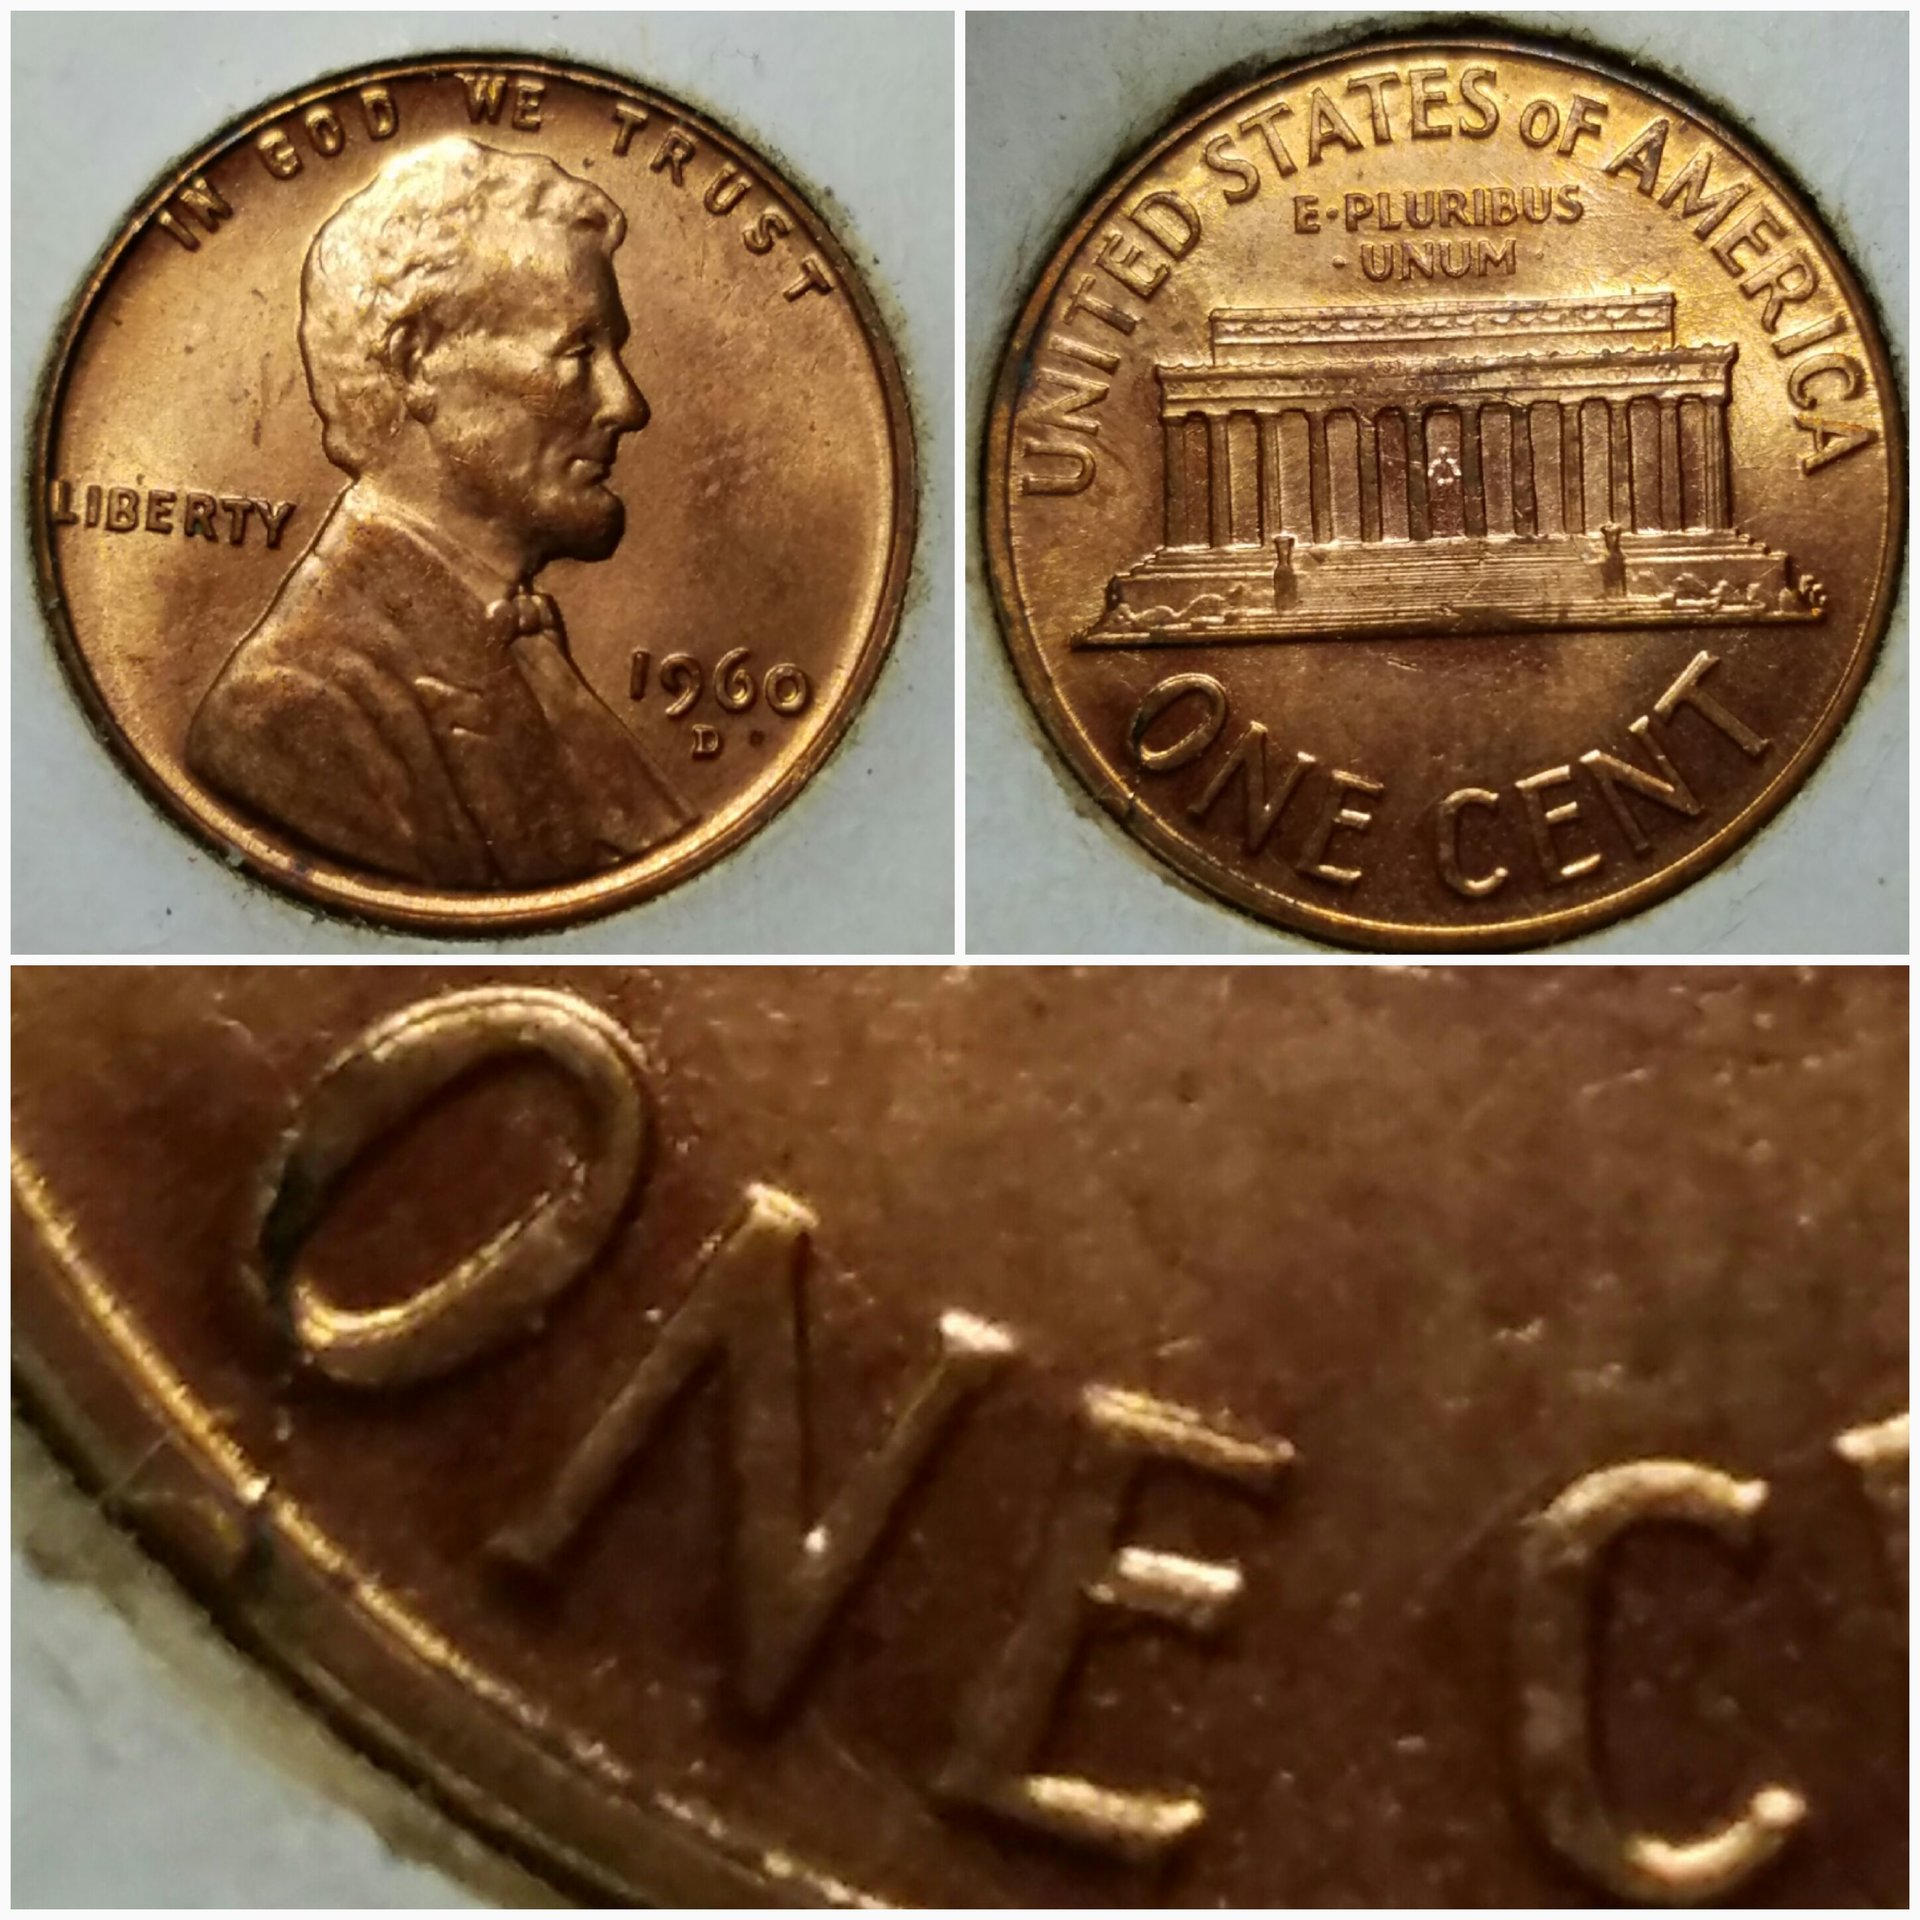 IN GOD WE TRUST
LIBERTY
1960
D
UNITED STATES OF AMERICA
E·PLURIBUS
·UNUM·
ONE CENT
ONE C